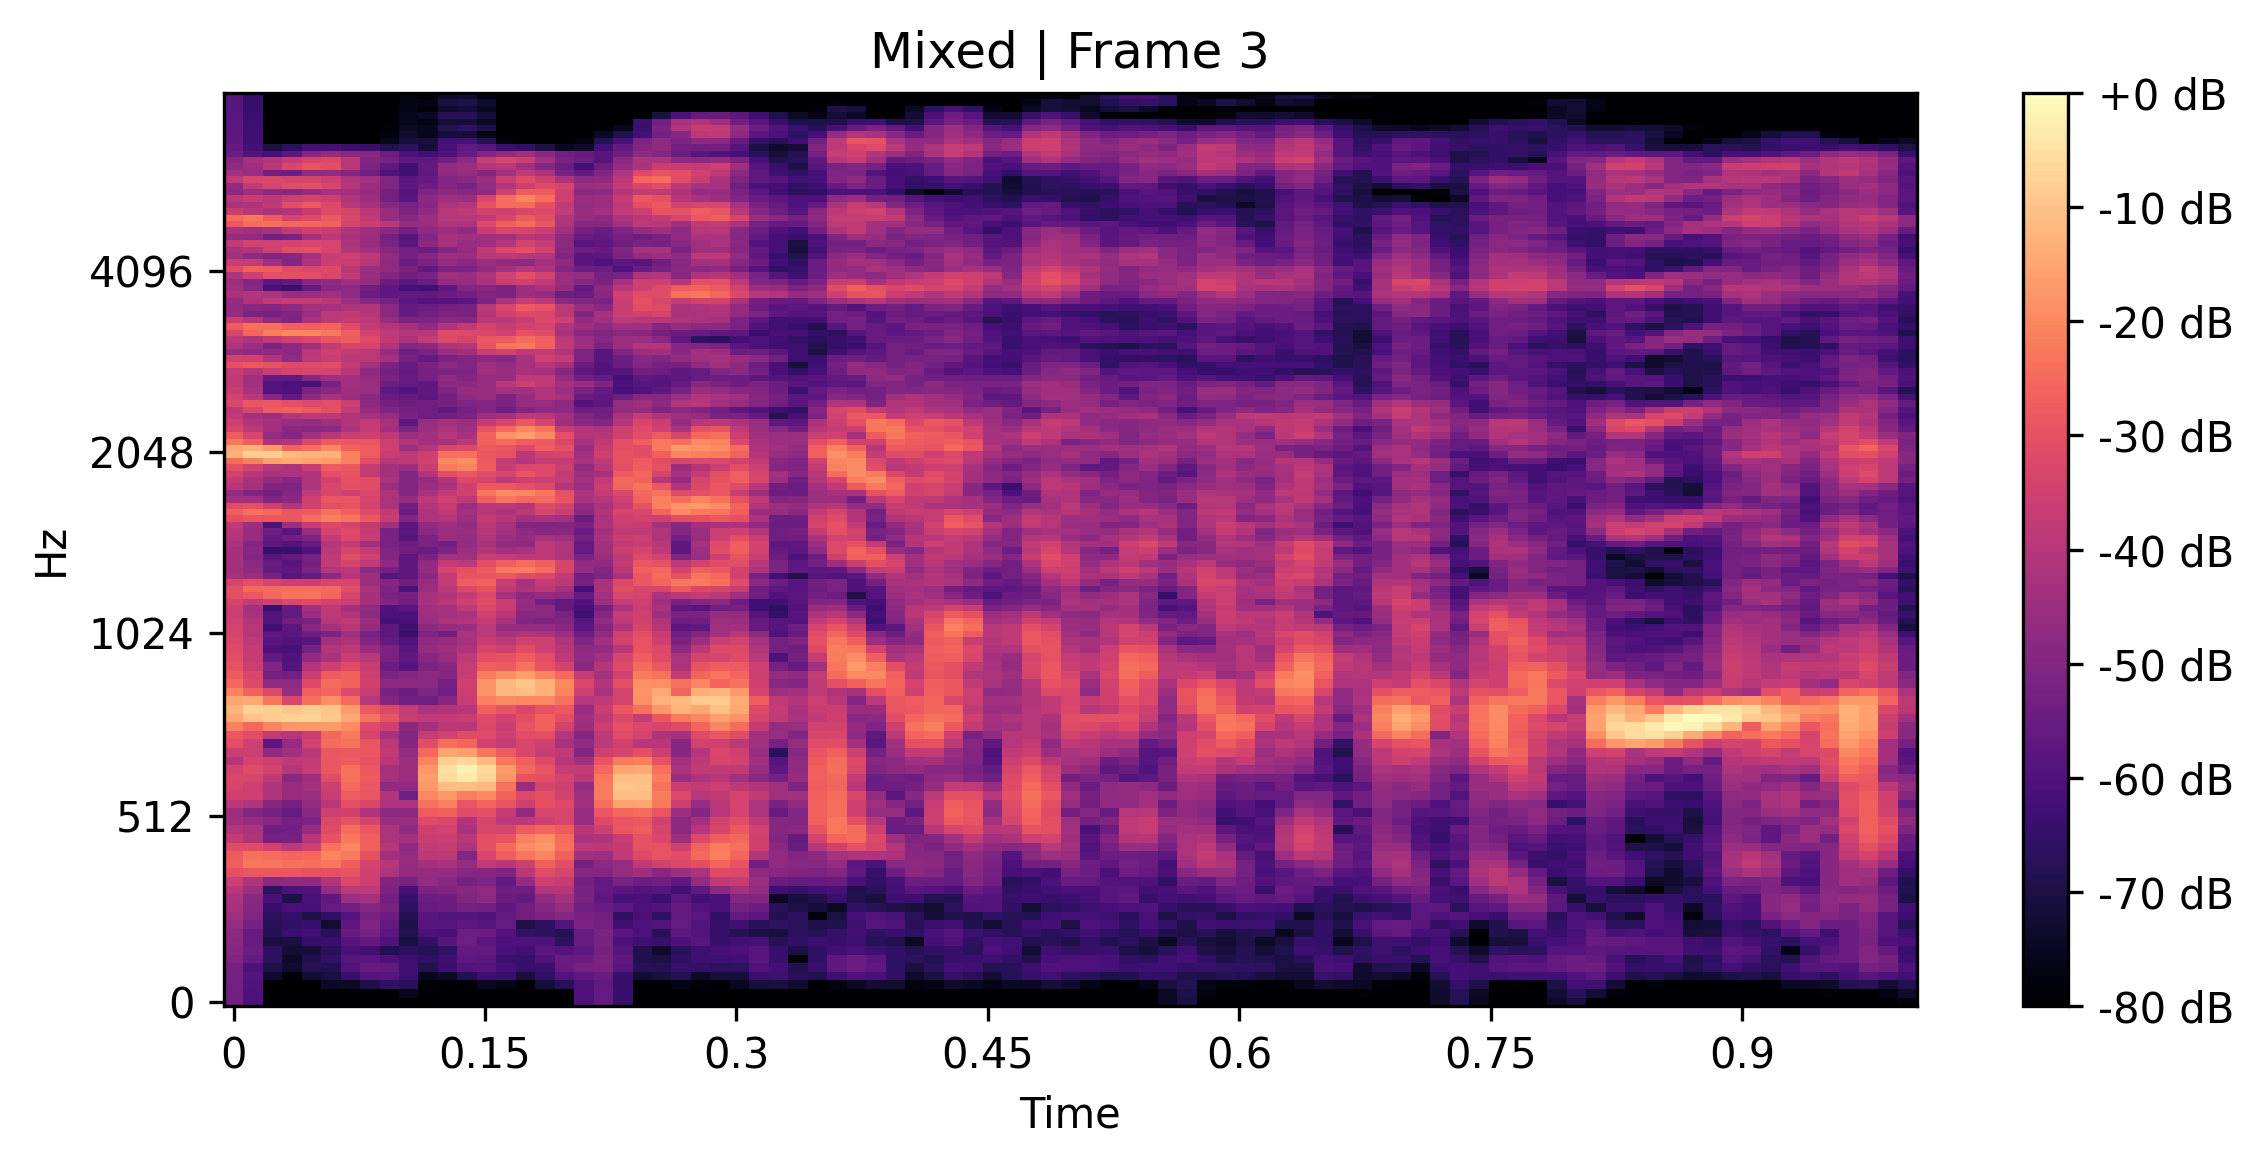 Mixed | Frame 3
Hz
4096
2048
1024
512
0
0 0.15 0.3 0.45 0.6 0.75 0.9
Time
+0 dB
-10 dB
-20 dB
-30 dB
-40 dB
-50 dB
-60 dB
-70 dB
-80 dB